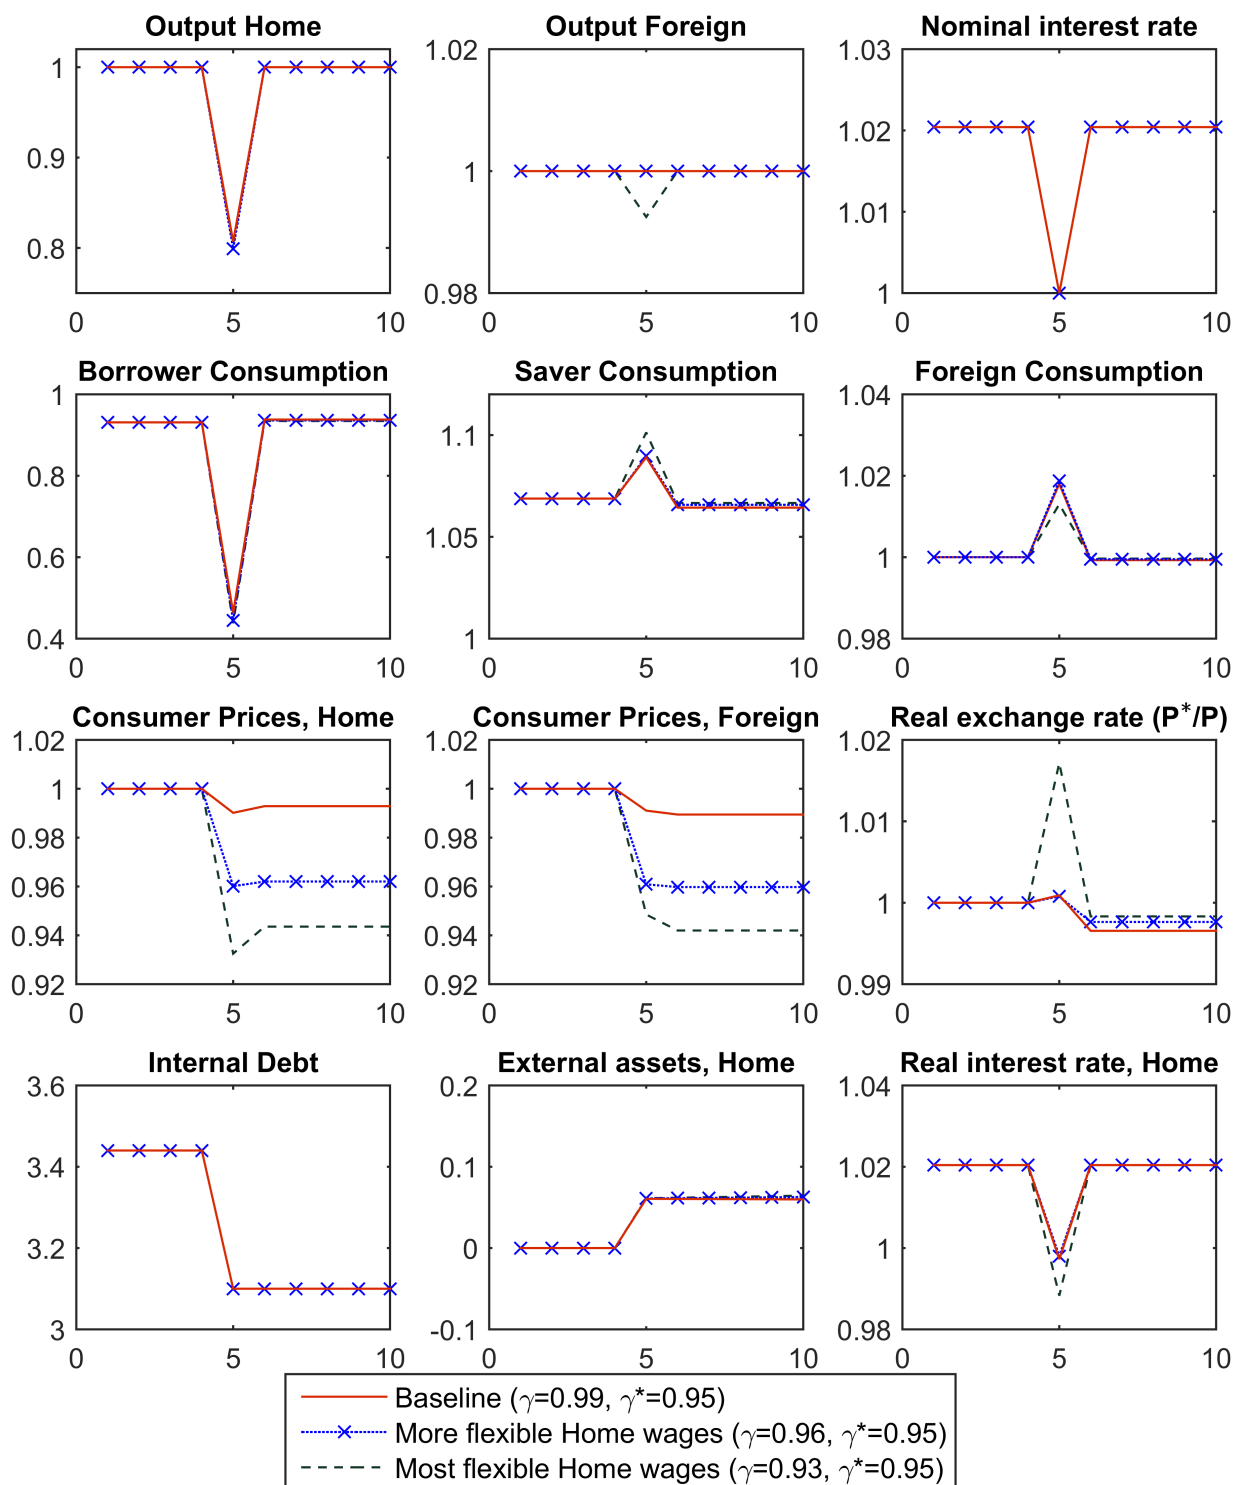 Output Home
Output Foreign
Nominal interest rate
1
0.9
0.8
0 5 10
1.02
1
0.98
0 5 10
1.03
1.02
1.01
1
0 5 10
Borrower Consumption
Saver Consumption
Foreign Consumption
1
0.8
0.6
0.4
0 5 10
1.1
1.05
1
0 5 10
1.04
1.02
1
0.98
0 5 10
Consumer Prices, Home
Consumer Prices, Foreign
Real exchange rate (P*/P)
1.02
1
0.98
0.96
0.94
0.92
0 5 10
1.02
1
0.98
0.96
0.94
0.92
0 5 10
1.02
1.01
1
0.99
0 5 10
Internal Debt
External assets, Home
Real interest rate, Home
3.6
3.4
3.2
3
0 5 10
0.2
0.1
0
-0.1
0 5 10
1.04
1.02
1
0.98
0 5 10
Baseline (γ=0.99, γ*=0.95)
More flexible Home wages (γ=0.96, γ*=0.95)
Most flexible Home wages (γ=0.93, γ*=0.95)